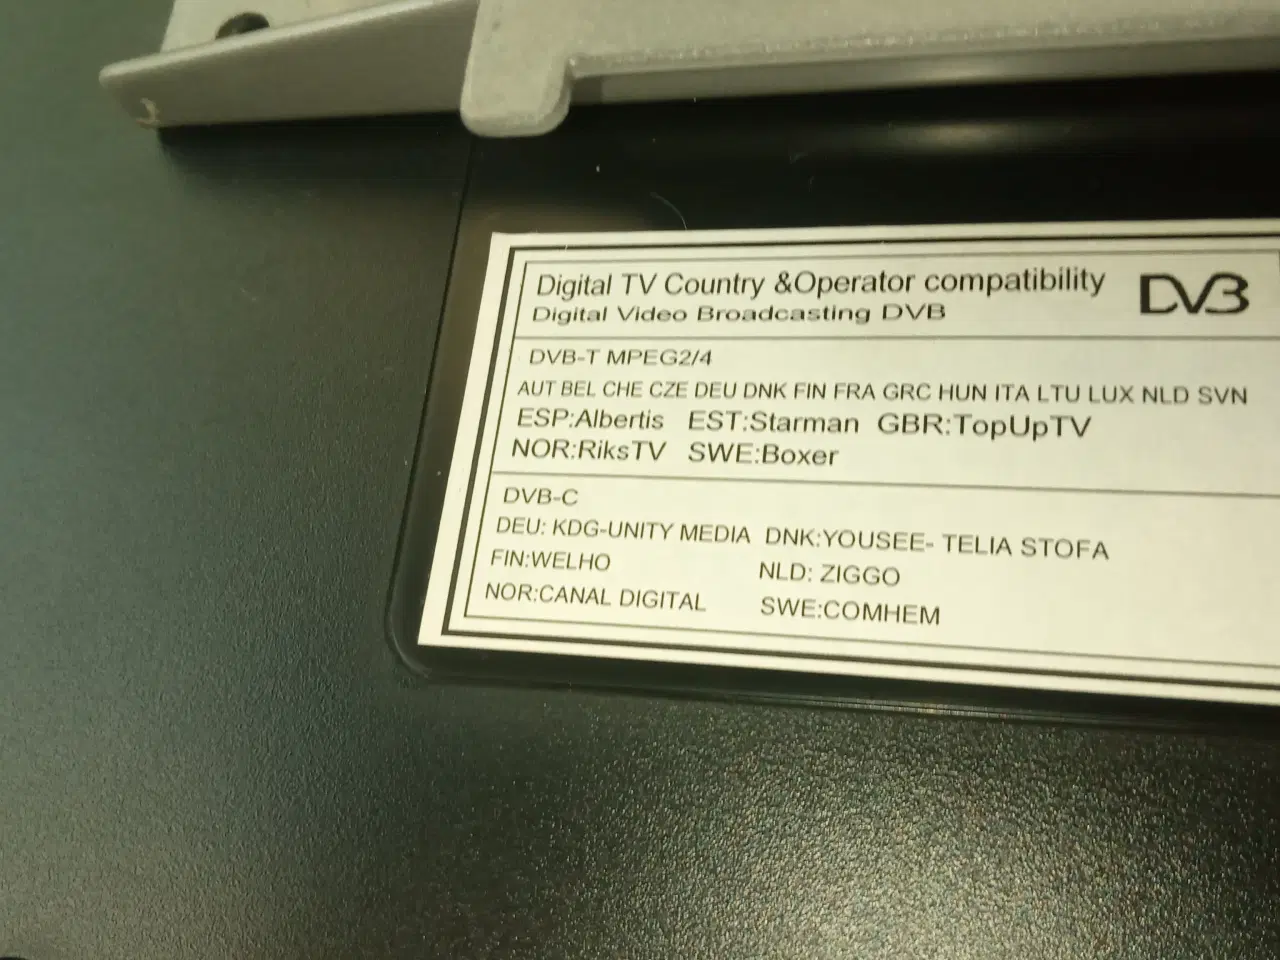 Digital TV Country &Operator compatibility DVB
Digital Video Broadcasting DVB
DVB-T MPEG2/4
AUT BEL CHE CZE DEU DNK FIN FRA GRC HUN ITA LTU LUX NLD SVN
ESP:Albertis EST:Starman GBR:TopUpTV
NOR:RiksTV SWE:Boxer
DVB-C
DEU: KDG-UNITY MEDIA DNK:YOUSEE- TELIA STOFA
FIN:WELHO NLD: ZIGGO
NOR:CANAL DIGITAL SWE:COMHEM